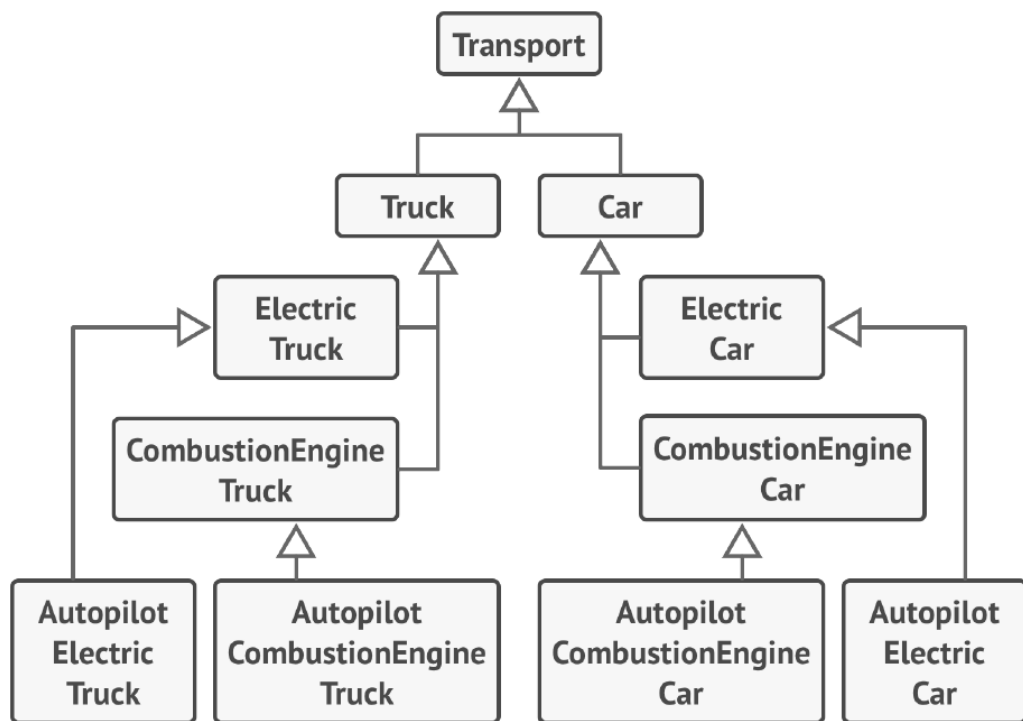 Transport
Truck
Car
Electric
Truck
Electric
Car
CombustionEngine
Truck
CombustionEngine
Car
Autopilot
Electric
Truck
Autopilot
CombustionEngine
Truck
Autopilot
CombustionEngine
Car
Autopilot
Electric
Car